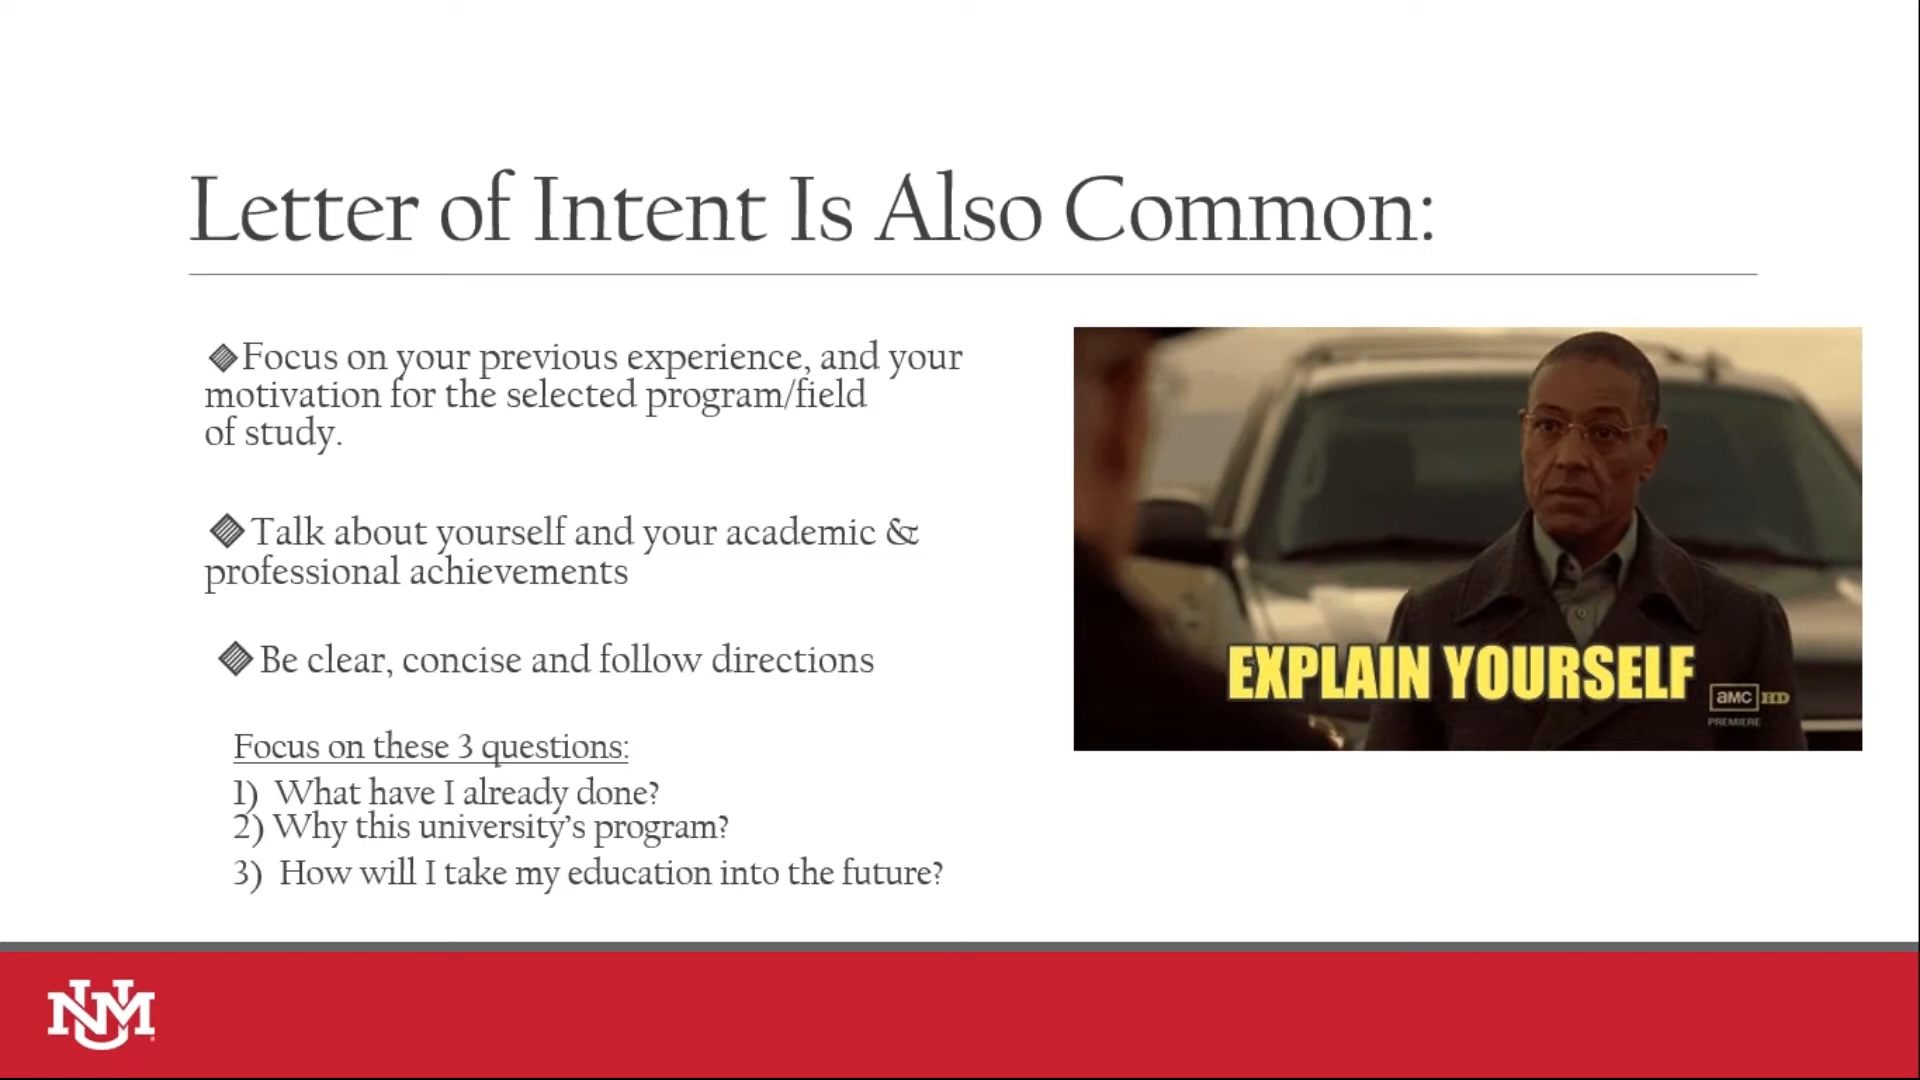 Letter of Intent Is Also Common:
Focus on your previous experience, and your
motivation for the selected program/field
of study.
Talk about yourself and your academic &
professional achievements
Be clear, concise and follow directions
Focus on these 3 questions:
1) What have I already done?
2) Why this university's program?
3) How will I take my education into the future?
EXPLAIN YOURSELF
amc HD
PREMIERE
UNM